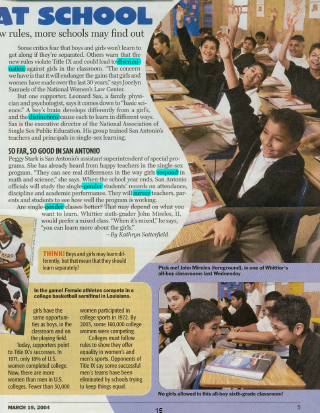 AT SCHOOL
w rules, more schools may find out
Some critics fear that boys and girls won't learn to
get along if they're separated. Others warn that the
new rules violate Title IX and could lead to discrimi-
nation against girls in the classroom. "The concern
we have is that it will endanger the gains that girls and
women have made over the last 30 years," says Jocelyn
Samuels of the National Women's Law Center.
But one supporter, Leonard Sax, a family physi-
cian and psychologist, says it comes down to "basic sci-
ence." A boy's brain develops differently from a girl's,
and the distinctions cause each to learn in different ways.
Sax is the executive director of the National Association of
Single Sex Public Education. His group trained San Antonio's
teachers and principals in single-sex learning.
SO FAR, SO GOOD IN SAN ANTONIO
Peggy Stark is San Antonio's assistant superintendent of special pro-
grams. She has already heard from happy teachers in the single-sex
program. "They can see real differences in the way girls respond in
math and science," she says. When the school year ends, San Antonio
officials will study the single-gender students' records in attendance,
discipline and academic performance. They will survey teachers, par-
ents and students to see how well the program is working.
Are single-gender classes better? That may depend on what you
want to learn. Whittier sixth-grader John Mireles, 11,
would prefer a mixed class. "When it's mixed," he says,
"you can learn more about the girls."
—By Kathryn Satterfield
THINK! Boys and girls may learn dif-
ferently, but that mean that they should
learn separately?
Pick me! John Mireles (foreground), in one of Whittier's
all-boy classrooms last Wednesday
In the game! Female athletes compete in a
college basketball semifinal in Louisiana.
girls have the
same opportuni-
ties as boys, in the
classroom and on
the playing field.
Today, supporters point
to Title IX's successes. In
1971, only 18% of U.S.
women completed college.
Now, there are more
women than men in U.S.
colleges. Fewer than 30,000
women participated in
college sports in 1972. By
2003, some 160,000 college
women were competing.
Colleges must follow
rules to show they offer
equality in women's and
men's sports. Opponents of
Title IX say some successful
men's teams have been
eliminated by schools trying
to keep things equal.
No girls allowed in this all-boy sixth-grade classroom!
MARCH 19, 2004
5
15